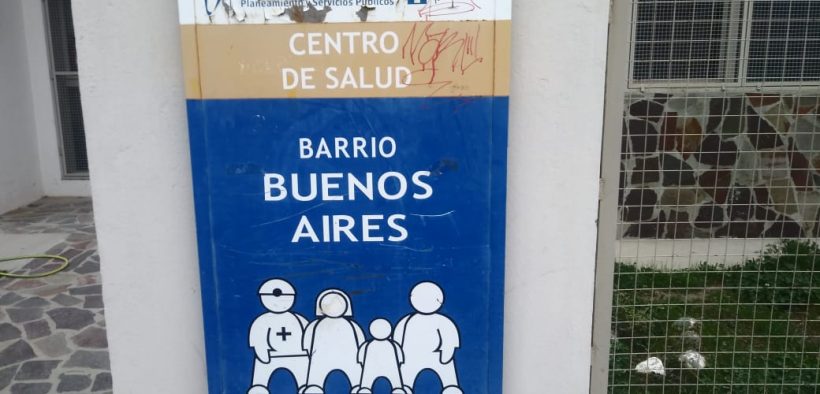 Planeamiento y Servicios Públicos
CENTRO
DE SALUD
BARRIO
BUENOS
AIRES